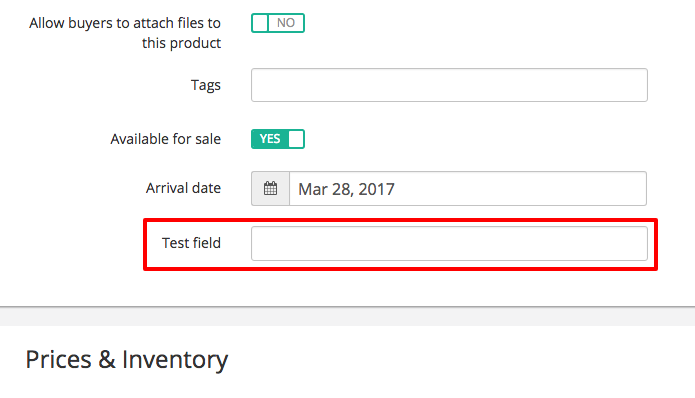 Allow buyers to attach files to
this product
NO
Tags
Available for sale
YES
Arrival date
Mar 28, 2017
Test field
Prices & Inventory